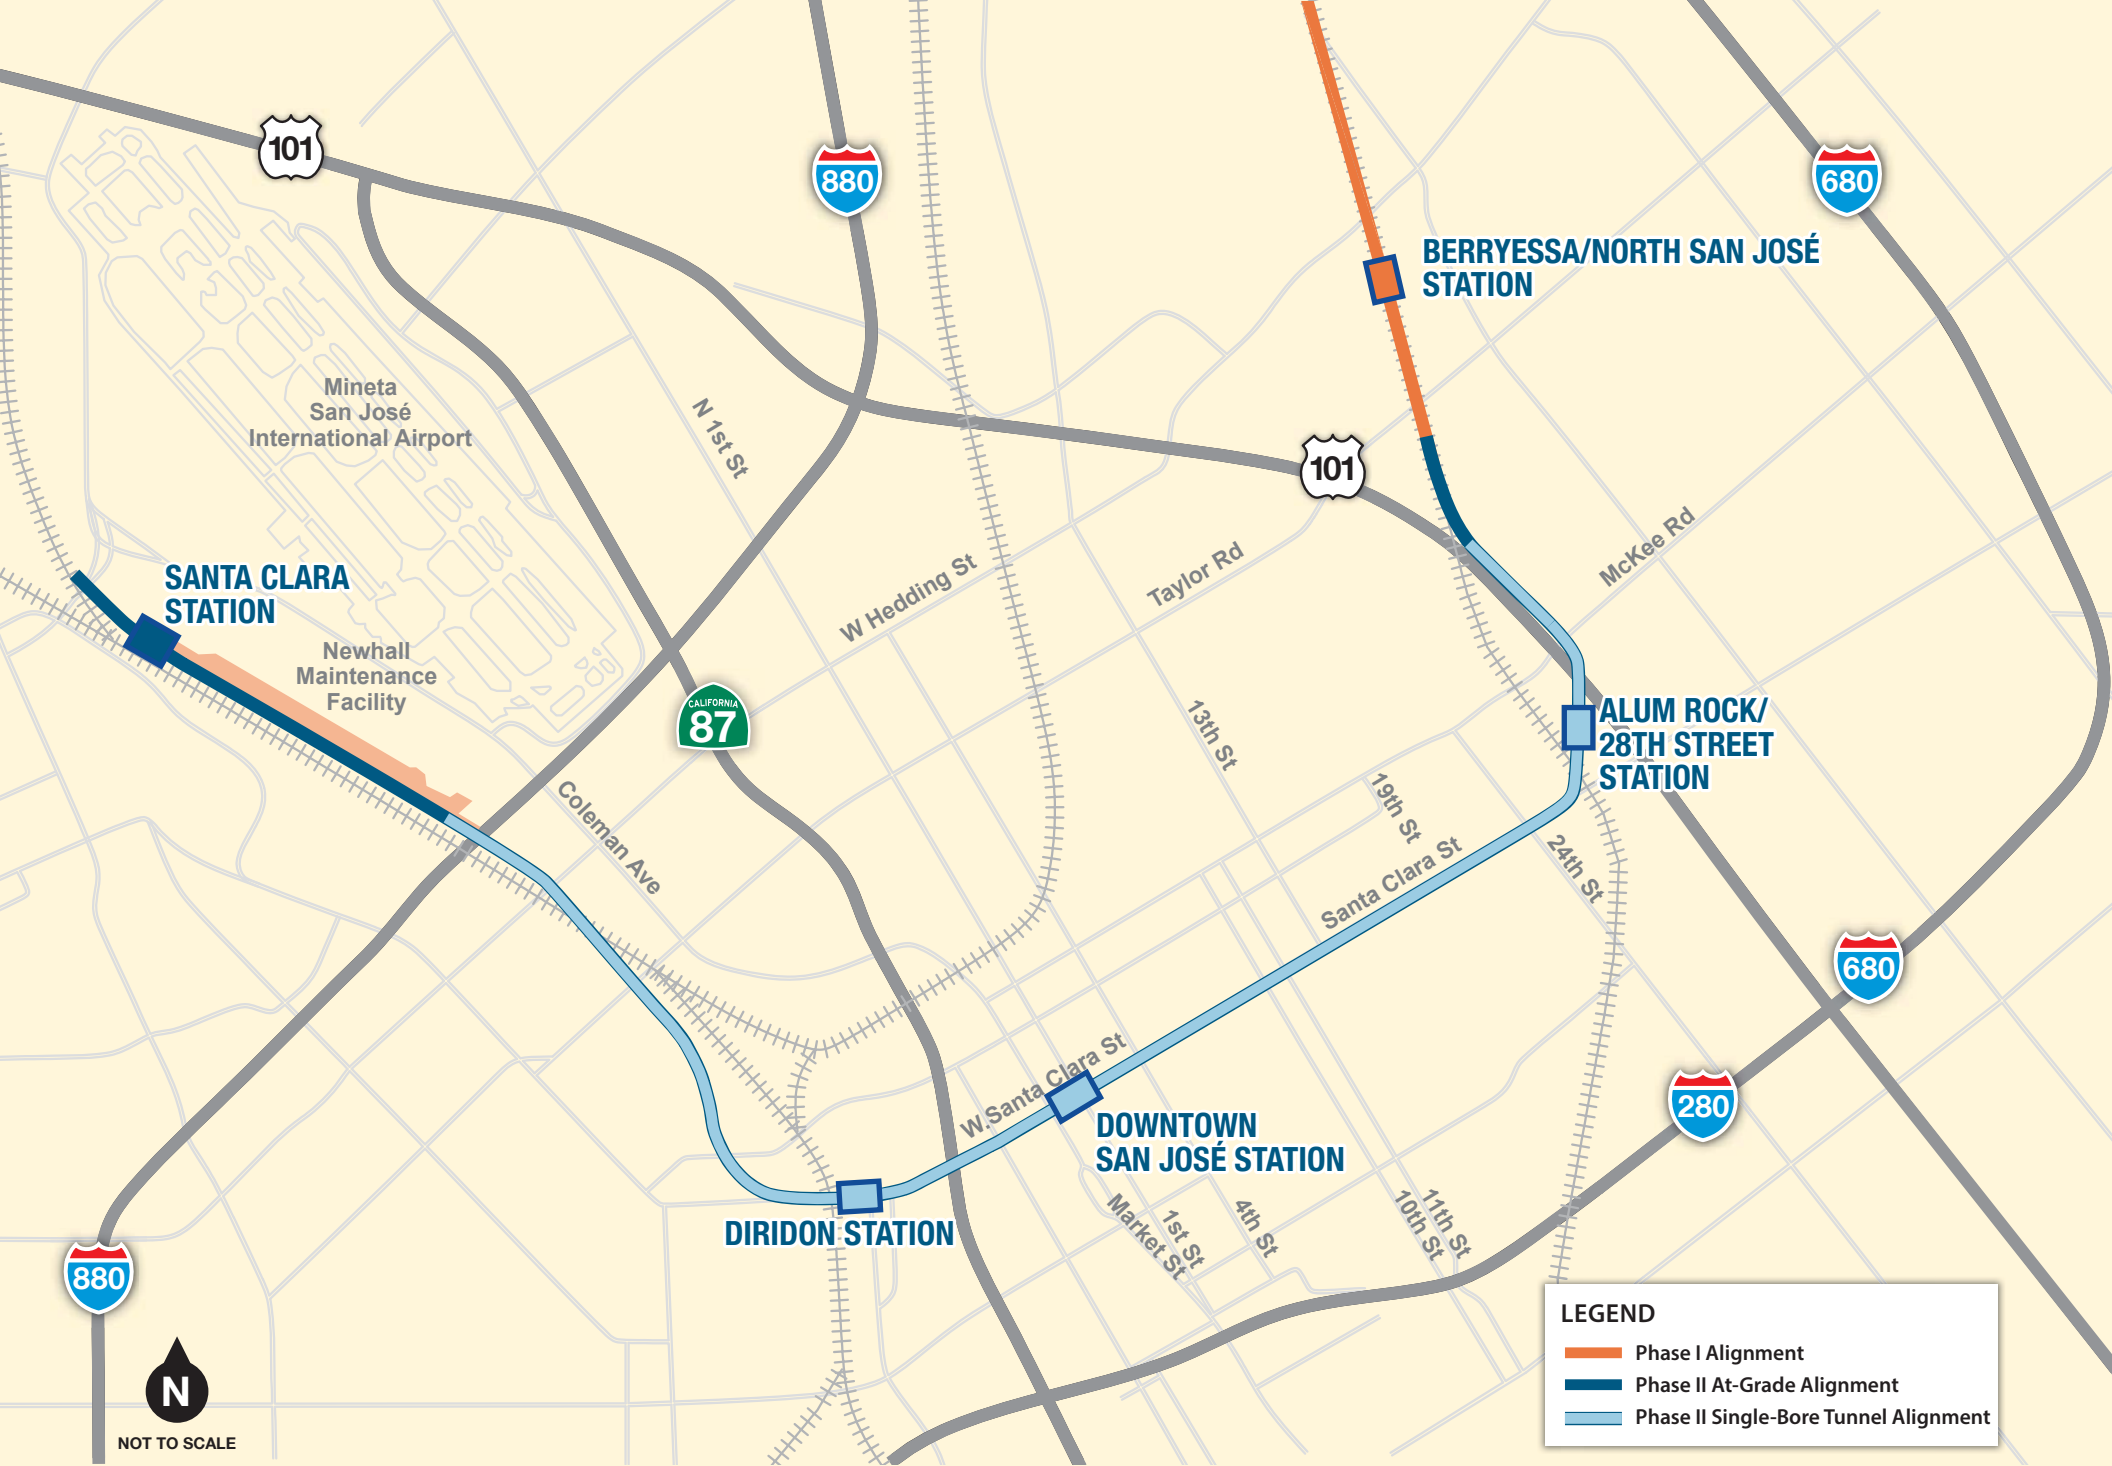 101
880
680
BERRYESSA/NORTH SAN JOSÉ
STATION
Mineta
San José
International Airport
N 1st St
101
McKee Rd
W Hedding St
Taylor Rd
SANTA CLARA
STATION
Newhall
Maintenance
Facility
CALIFORNIA
87
13th St
ALUM ROCK/
28TH STREET
STATION
Coleman Ave
19th St
Santa Clara St
24th St
680
W.Santa Clara St
280
DOWNTOWN
SAN JOSÉ STATION
DIRIDON STATION
Market St
1st St
4th St
10th St
11th St
880
N
NOT TO SCALE
LEGEND
Phase I Alignment
Phase II At-Grade Alignment
Phase II Single-Bore Tunnel Alignment